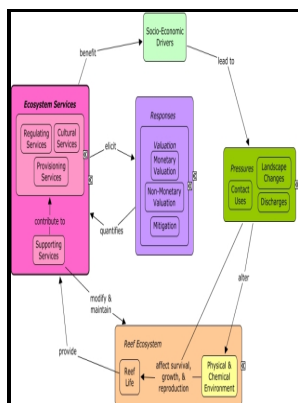 Socio-Economic
Drivers
benefit
lead to
Ecosystem Services
Regulating
Services
Cultural
Services
Provisioning
Services
contribute to
Supporting
Services
elicit
quantifies
Responses
Valuation
Monetary
Valuation
Non-Monetary
Valuation
Mitigation
Pressures
Landscape
Changes
Contact
Uses
Discharges
alter
modify &
maintain
provide
Reef Ecosystem
Reef
Life
affect survival,
growth, &
reproduction
Physical &
Chemical
Environment